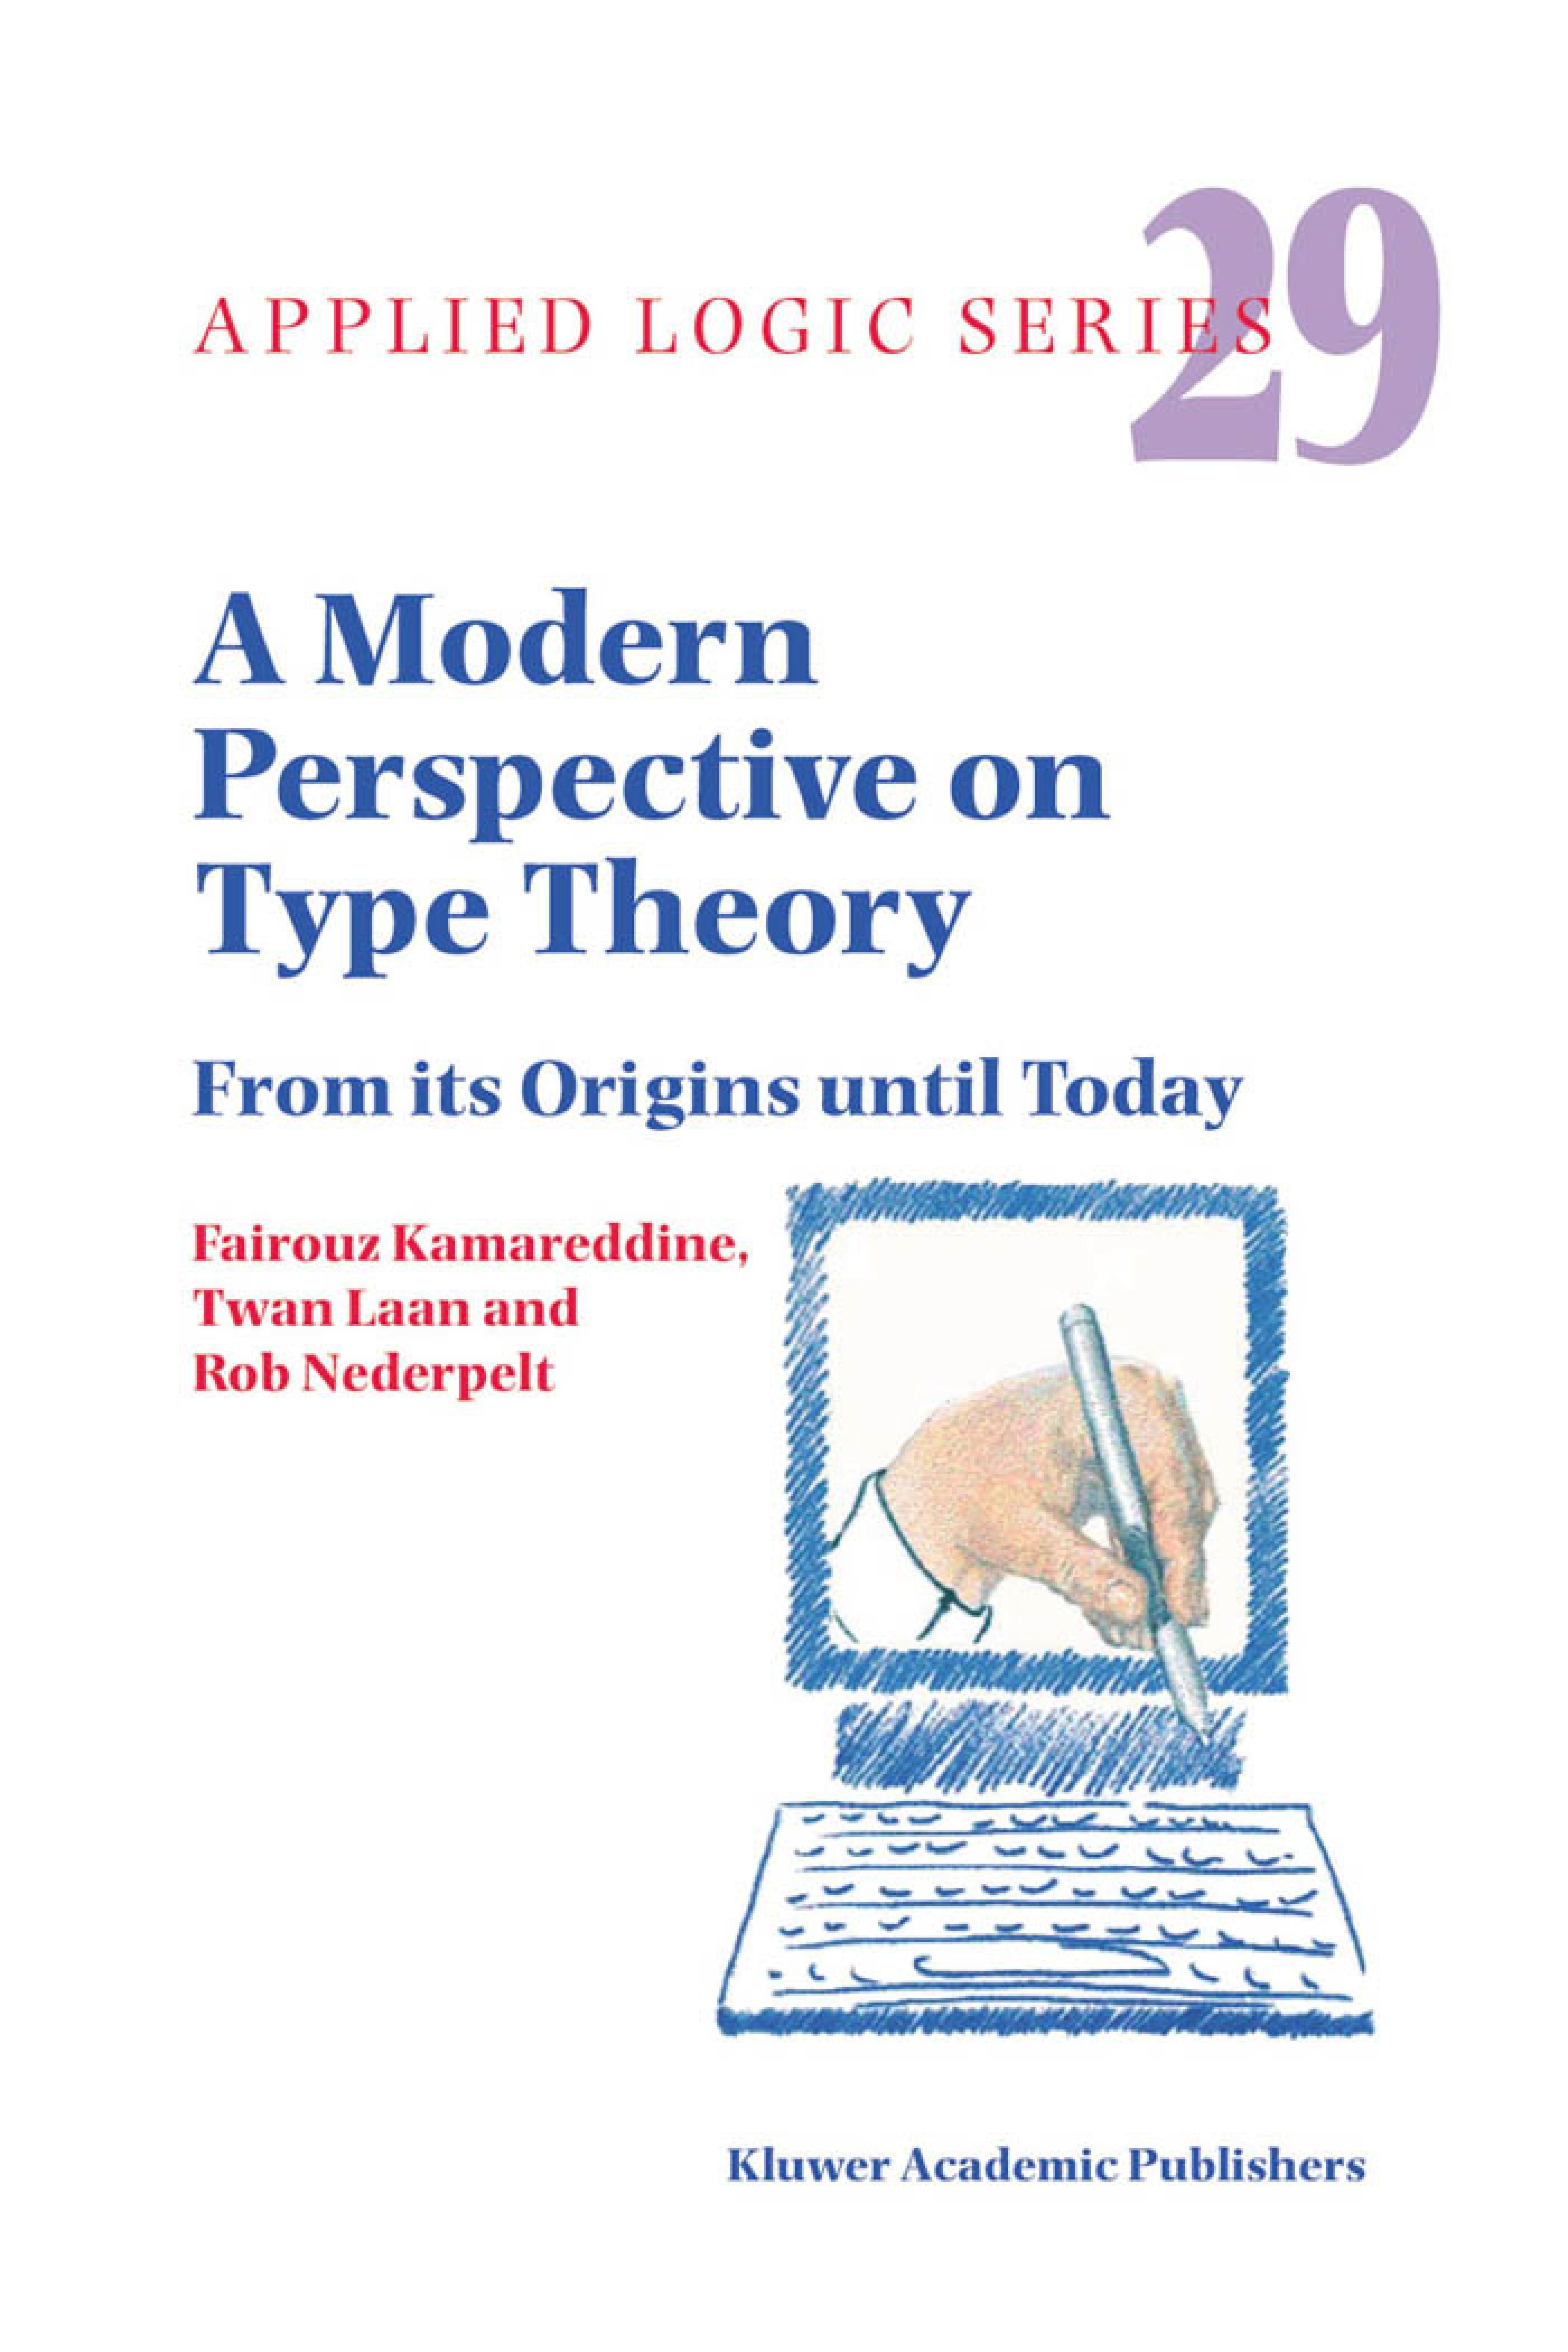 29
APPLIED LOGIC SERIES
A Modern
Perspective on
Type Theory
From its Origins until Today
Fairouz Kamareddine,
Twan Laan and
Rob Nederpelt
Kluwer Academic Publishers